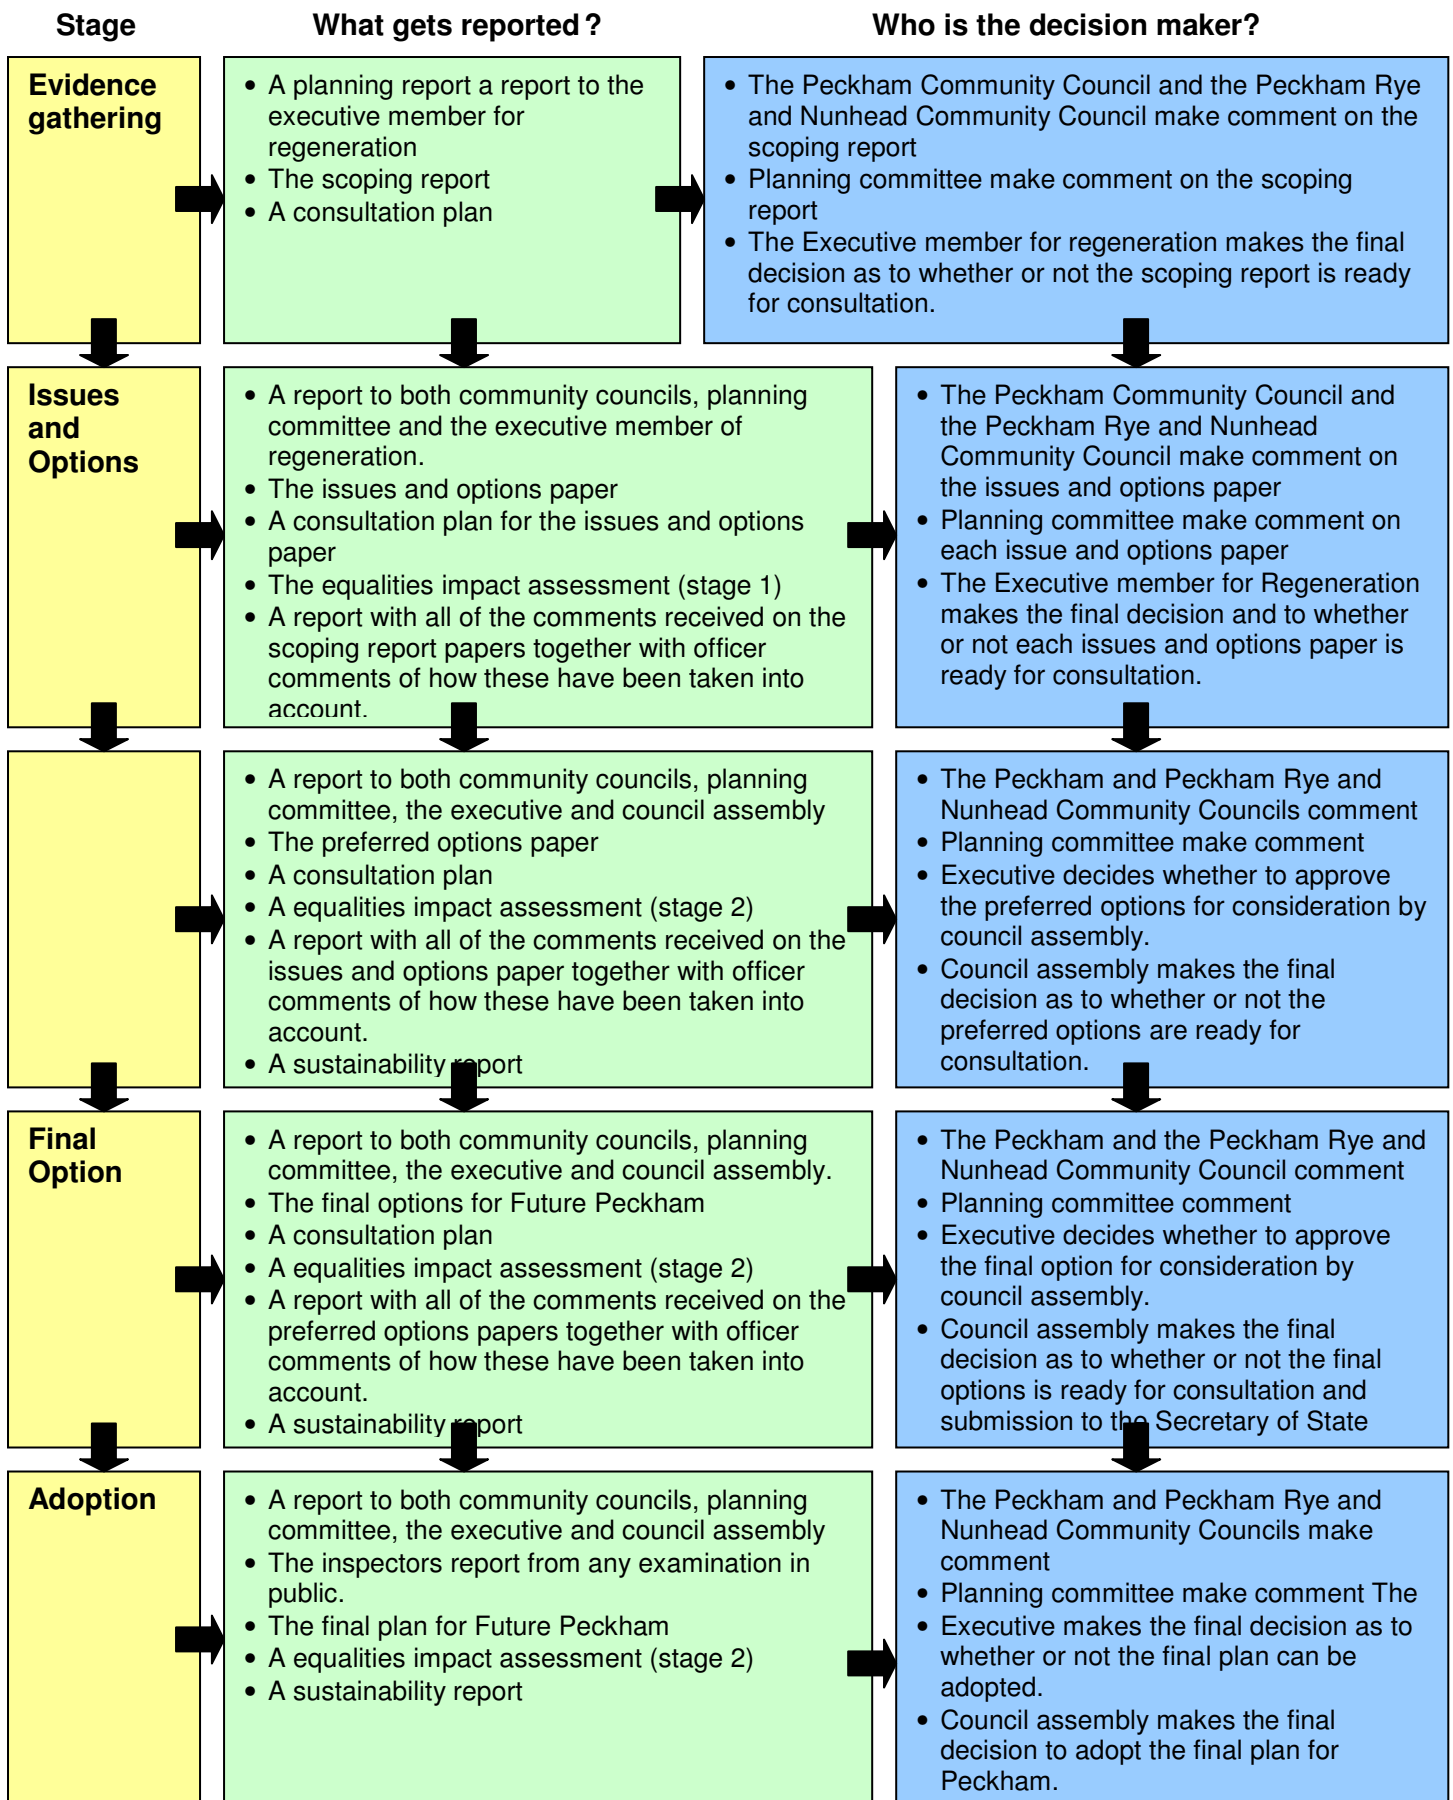 Stage
What gets reported ?
Who is the decision maker?
Evidence
gathering
• A planning report a report to the
executive member for
regeneration
• The scoping report
• A consultation plan
• The Peckham Community Council and the Peckham Rye
and Nunhead Community Council make comment on the
scoping report
• Planning committee make comment on the scoping
report
• The Executive member for regeneration makes the final
decision as to whether or not the scoping report is ready
for consultation.
Issues
and
Options
• A report to both community councils, planning
committee and the executive member of
regeneration.
• The issues and options paper
• A consultation plan for the issues and options
paper
• The equalities impact assessment (stage 1)
• A report with all of the comments received on the
scoping report papers together with officer
comments of how these have been taken into
account.
• The Peckham Community Council and
the Peckham Rye and Nunhead
Community Council make comment on
the issues and options paper
• Planning committee make comment on
each issue and options paper
• The Executive member for Regeneration
makes the final decision and to whether
or not each issues and options paper is
ready for consultation.
• A report to both community councils, planning
committee, the executive and council assembly
• The preferred options paper
• A consultation plan
• A equalities impact assessment (stage 2)
• A report with all of the comments received on the
issues and options paper together with officer
comments of how these have been taken into
account.
• A sustainability report
• The Peckham and Peckham Rye and
Nunhead Community Councils comment
• Planning committee make comment
• Executive decides whether to approve
the preferred options for consideration by
council assembly.
• Council assembly makes the final
decision as to whether or not the
preferred options are ready for
consultation.
Final
Option
• A report to both community councils, planning
committee, the executive and council assembly.
• The final options for Future Peckham
• A consultation plan
• A equalities impact assessment (stage 2)
• A report with all of the comments received on the
preferred options papers together with officer
comments of how these have been taken into
account.
• A sustainability report
• The Peckham and the Peckham Rye and
Nunhead Community Council comment
• Planning committee comment
• Executive decides whether to approve
the final option for consideration by
council assembly.
• Council assembly makes the final
decision as to whether or not the final
options is ready for consultation and
submission to the Secretary of State
Adoption
• A report to both community councils, planning
committee, the executive and council assembly
• The inspectors report from any examination in
public.
• The final plan for Future Peckham
• A equalities impact assessment (stage 2)
• A sustainability report
• The Peckham and Peckham Rye and
Nunhead Community Councils make
comment
• Planning committee make comment The
• Executive makes the final decision as to
whether or not the final plan can be
adopted.
• Council assembly makes the final
decision to adopt the final plan for
Peckham.